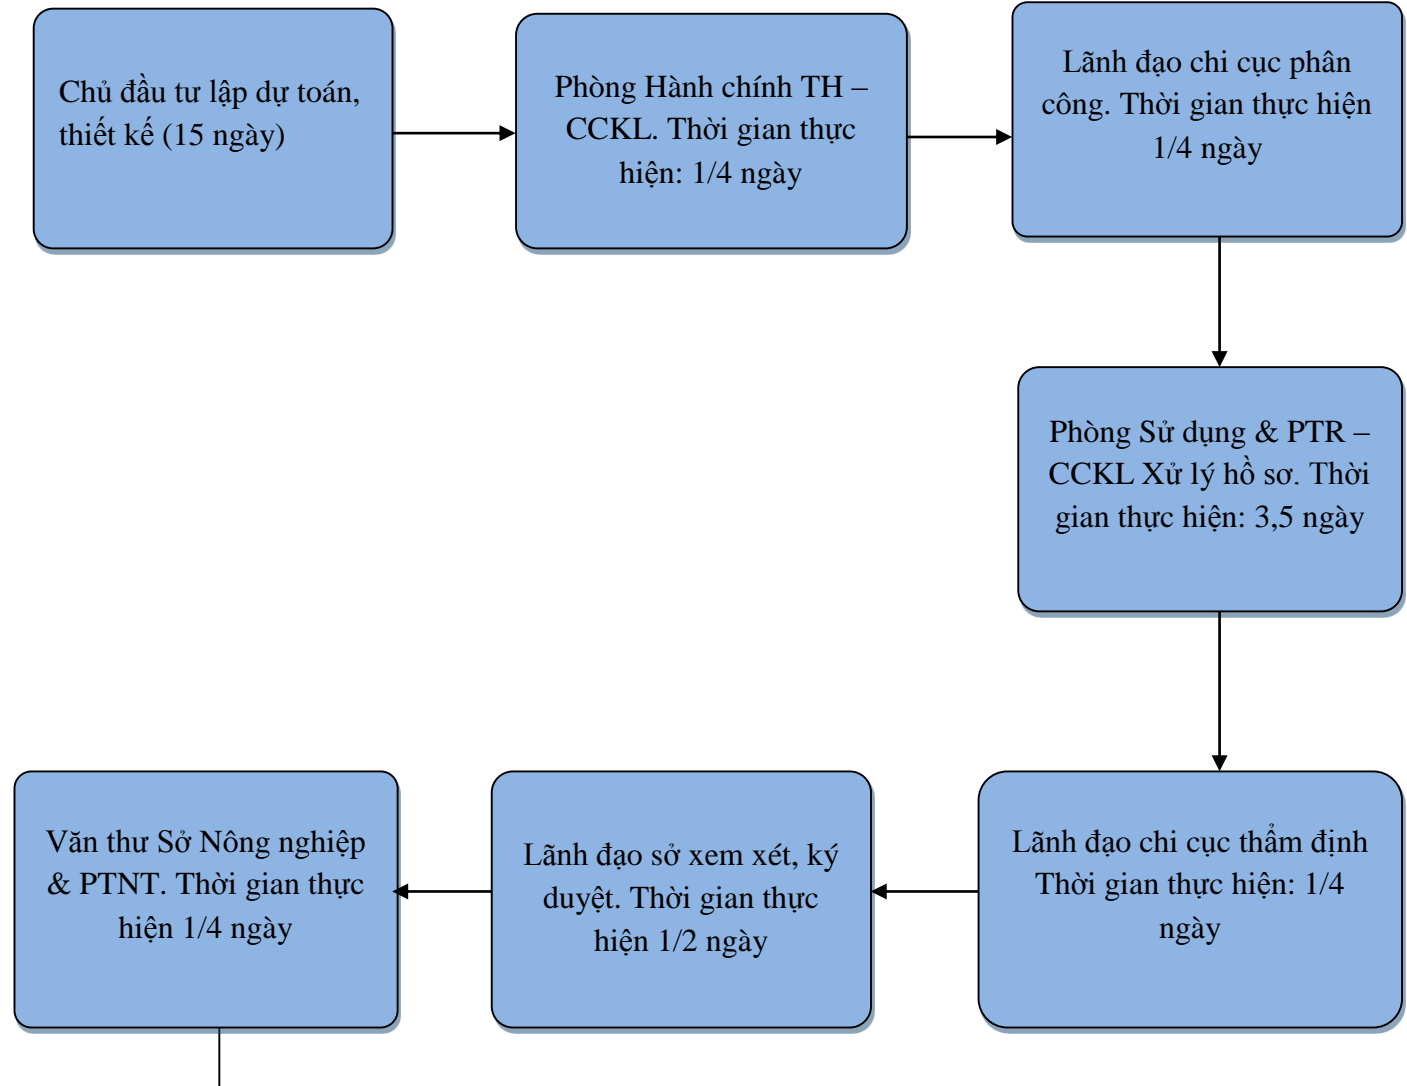 Chủ đầu tư lập dự toán,
thiết kế (15 ngày)
Phòng Hành chính TH –
CCKL. Thời gian thực
hiện: 1/4 ngày
Lãnh đạo chi cục phân
công. Thời gian thực hiện
1/4 ngày
Phòng Sử dụng & PTR –
CCKL Xử lý hồ sơ. Thời
gian thực hiện: 3,5 ngày
Lãnh đạo chi cục thẩm định
Thời gian thực hiện: 1/4
ngày
Lãnh đạo sở xem xét, ký
duyệt. Thời gian thực
hiện 1/2 ngày
Văn thư Sở Nông nghiệp
& PTNT. Thời gian thực
hiện 1/4 ngày